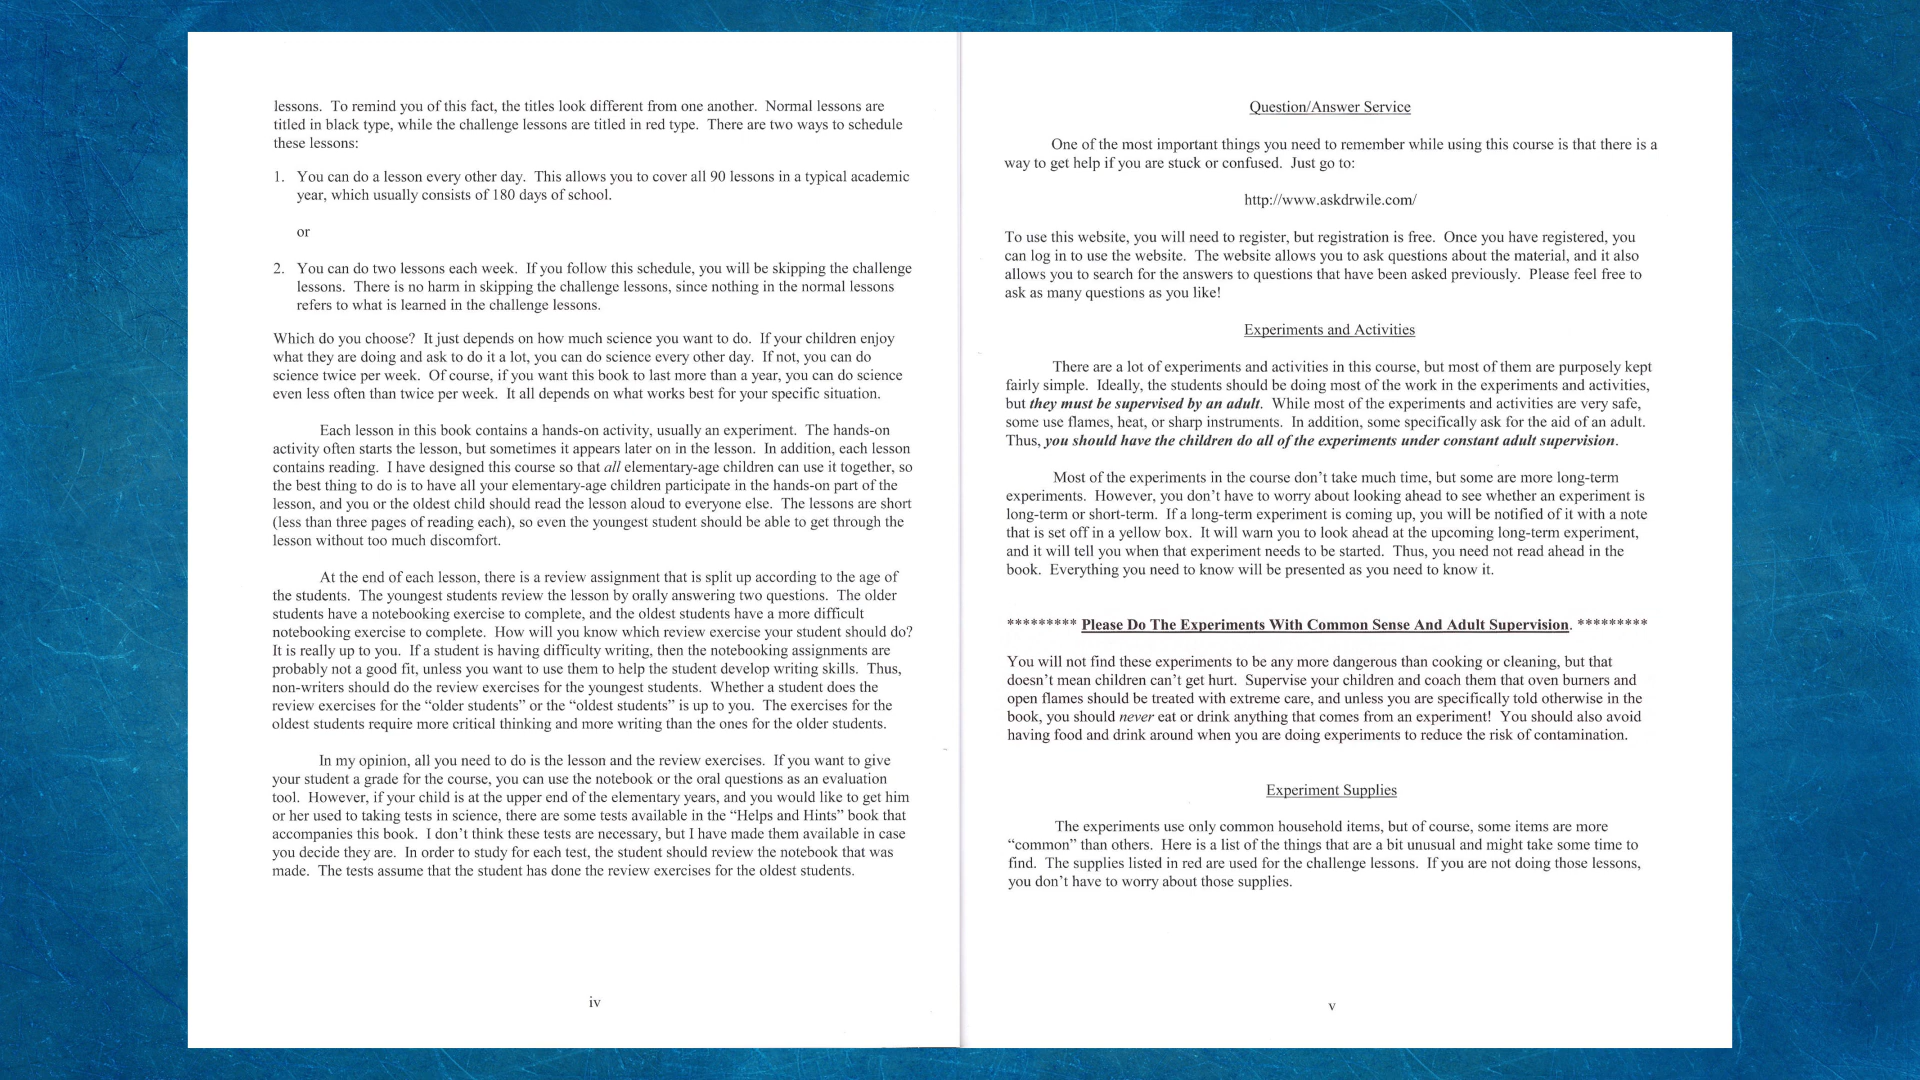 lessons.  To remind you of this fact, the titles look different from one another.  Normal lessons are
titled in black type, while the challenge lessons are titled in red type.  There are two ways to schedule
these lessons:
1.  You can do a lesson every other day.  This allows you to cover all 90 lessons in a typical academic
year, which usually consists of 180 days of school.
or
2.  You can do two lessons each week.  If you follow this schedule, you will be skipping the challenge
lessons.  There is no harm in skipping the challenge lessons, since nothing in the normal lessons
refers to what is learned in the challenge lessons.
Which do you choose?  It just depends on how much science you want to do.  If your children enjoy
what they are doing and ask to do it a lot, you can do science every other day.  If not, you can do
science twice per week.  Of course, if you want this book to last more than a year, you can do science
even less often than twice per week.  It all depends on what works best for your specific situation.
Each lesson in this book contains a hands-on activity, usually an experiment.  The hands-on
activity often starts the lesson, but sometimes it appears later on in the lesson.  In addition, each lesson
contains reading.  I have designed this course so that all elementary-age children can use it together, so
the best thing to do is to have all your elementary-age children participate in the hands-on part of the
lesson, and you or the oldest child should read the lesson aloud to everyone else.  The lessons are short
(less than three pages of reading each), so even the youngest student should be able to get through the
lesson without too much discomfort.
At the end of each lesson, there is a review assignment that is split up according to the age of
the students.  The youngest students review the lesson by orally answering two questions.  The older
students have a notebooking exercise to complete, and the oldest students have a more difficult
notebooking exercise to complete.  How will you know which review exercise your student should do?
It is really up to you.  If a student is having difficulty writing, then the notebooking assignments are
probably not a good fit, unless you want to use them to help the student develop writing skills.  Thus,
non-writers should do the review exercises for the youngest students.  Whether a student does the
review exercises for the “older students” or the “oldest students” is up to you.  The exercises for the
oldest students require more critical thinking and more writing than the ones for the older students.
In my opinion, all you need to do is the lesson and the review exercises.  If you want to give
your student a grade for the course, you can use the notebook or the oral questions as an evaluation
tool.  However, if your child is at the upper end of the elementary years, and you would like to get him
or her used to taking tests in science, there are some tests available in the “Helps and Hints” book that
accompanies this book.  I don’t think these tests are necessary, but I have made them available in case
you decide they are.  In order to study for each test, the student should review the notebook that was
made.  The tests assume that the student has done the review exercises for the oldest students.
iv
Question/Answer Service
One of the most important things you need to remember while using this course is that there is a
way to get help if you are stuck or confused.  Just go to:
http://www.askdrwile.com/
To use this website, you will need to register, but registration is free.  Once you have registered, you
can log in to use the website.  The website allows you to ask questions about the material, and it also
allows you to search for the answers to questions that have been asked previously.  Please feel free to
ask as many questions as you like!
Experiments and Activities
There are a lot of experiments and activities in this course, but most of them are purposely kept
fairly simple.  Ideally, the students should be doing most of the work in the experiments and activities,
but they must be supervised by an adult.  While most of the experiments and activities are very safe,
some use flames, heat, or sharp instruments.  In addition, some specifically ask for the aid of an adult.
Thus, you should have the children do all of the experiments under constant adult supervision.
Most of the experiments in the course don’t take much time, but some are more long-term
experiments.  However, you don’t have to worry about looking ahead to see whether an experiment is
long-term or short-term.  If a long-term experiment is coming up, you will be notified of it with a note
that is set off in a yellow box.  It will warn you to look ahead at the upcoming long-term experiment,
and it will tell you when that experiment needs to be started.  Thus, you need not read ahead in the
book.  Everything you need to know will be presented as you need to know it.
********* Please Do The Experiments With Common Sense And Adult Supervision. *********
You will not find these experiments to be any more dangerous than cooking or cleaning, but that
doesn’t mean children can’t get hurt.  Supervise your children and coach them that oven burners and
open flames should be treated with extreme care, and unless you are specifically told otherwise in the
book, you should never eat or drink anything that comes from an experiment!  You should also avoid
having food and drink around when you are doing experiments to reduce the risk of contamination.
Experiment Supplies
The experiments use only common household items, but of course, some items are more
“common” than others.  Here is a list of the things that are a bit unusual and might take some time to
find.  The supplies listed in red are used for the challenge lessons.  If you are not doing those lessons,
you don’t have to worry about those supplies.
v